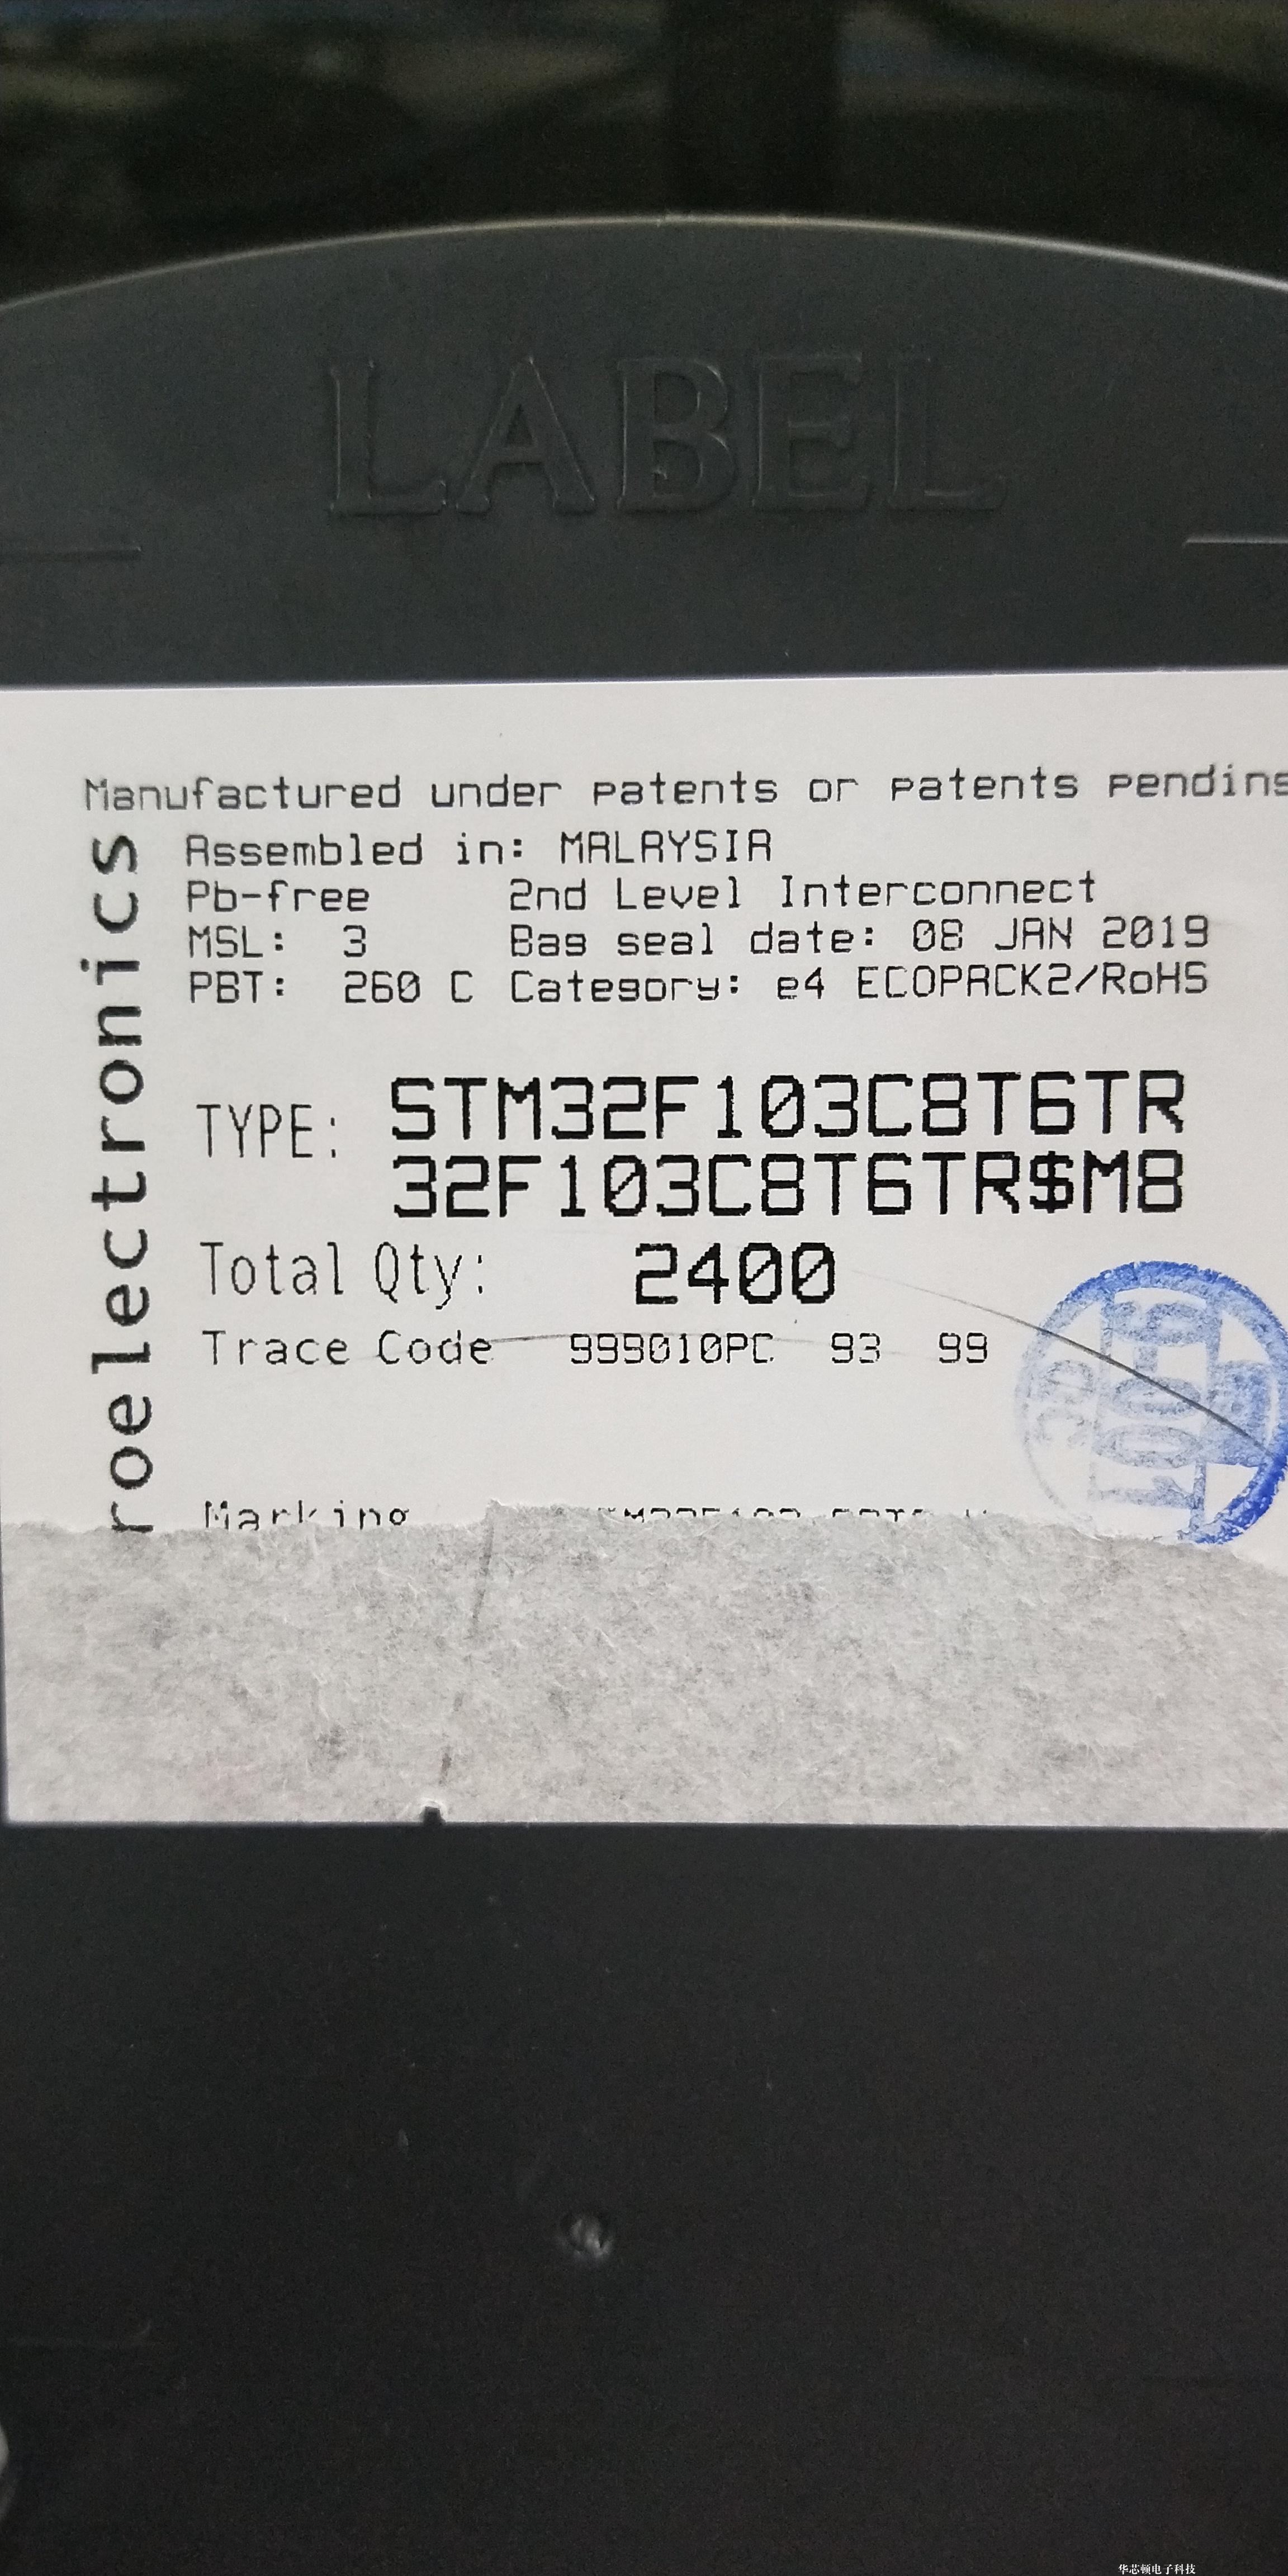 LABEL
Manufactured under patents or patents pending
roelectronics
Assembled in: MALAYSIA
Pb-free 2nd Level Interconnect
MSL: 3 Bag seal date: 08 JAN 2019
PBT: 260 C Category: e4 ECOPACK2/RoHS
TYPE: STM32F103C8T6TR
32F103C8T6TR$M8
Total Qty: 2400
Trace Code 999010PC 93 99
Marking
华芯顿电子科技